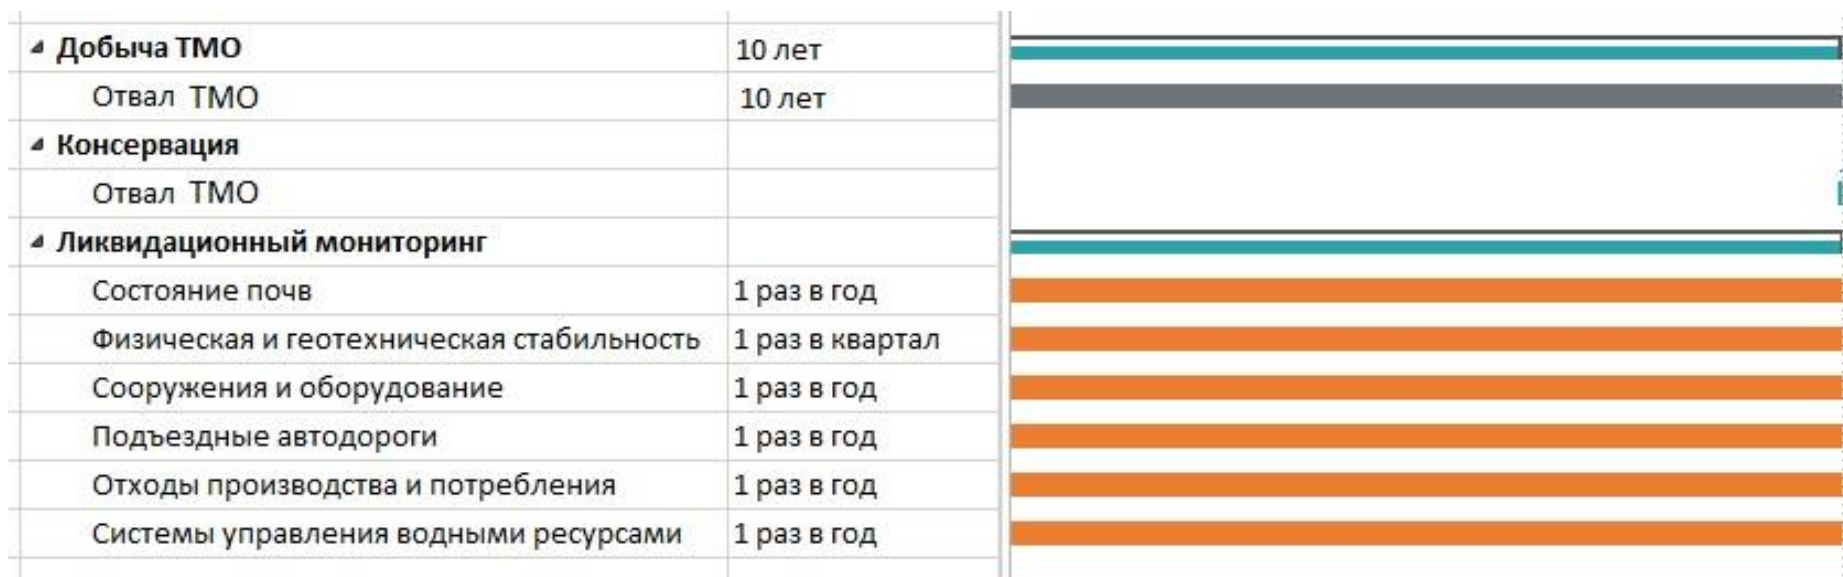 Добыча ТМО 10 лет
Отвал ТМО 10 лет
Консервация
Отвал ТМО
Ликвидационный мониторинг
Состояние почв 1 раз в год
Физическая и геотехническая стабильность 1 раз в квартал
Сооружения и оборудование 1 раз в год
Подъездные автодороги 1 раз в год
Отходы производства и потребления 1 раз в год
Системы управления водными ресурсами 1 раз в год